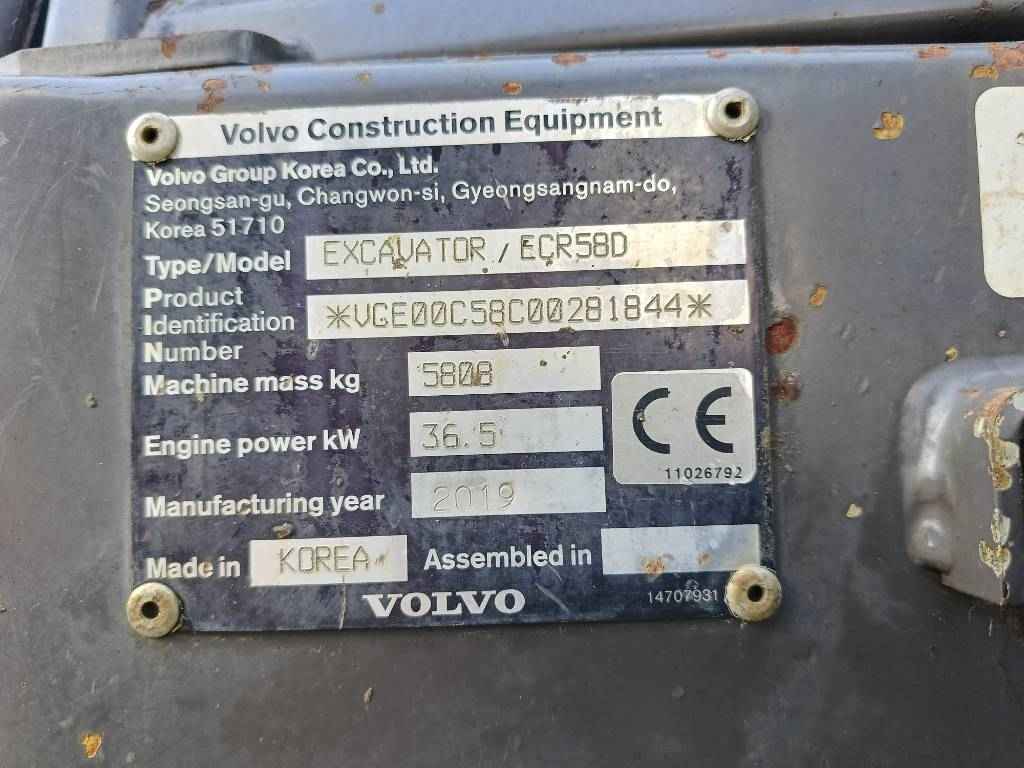 Volvo Construction Equipment
Volvo Group Korea Co., Ltd.
Seongsan-gu, Changwon-si, Gyeongsangnam-do,
Korea 51710
Type/Model EXCAVATOR / ECR58D
Product
Identification *VCE00C58C00281844*
Number
Machine mass kg 5808
Engine power kW 36.5
CE
11026792
Manufacturing year 2019
Made in KOREA Assembled in
VOLVO 14707931